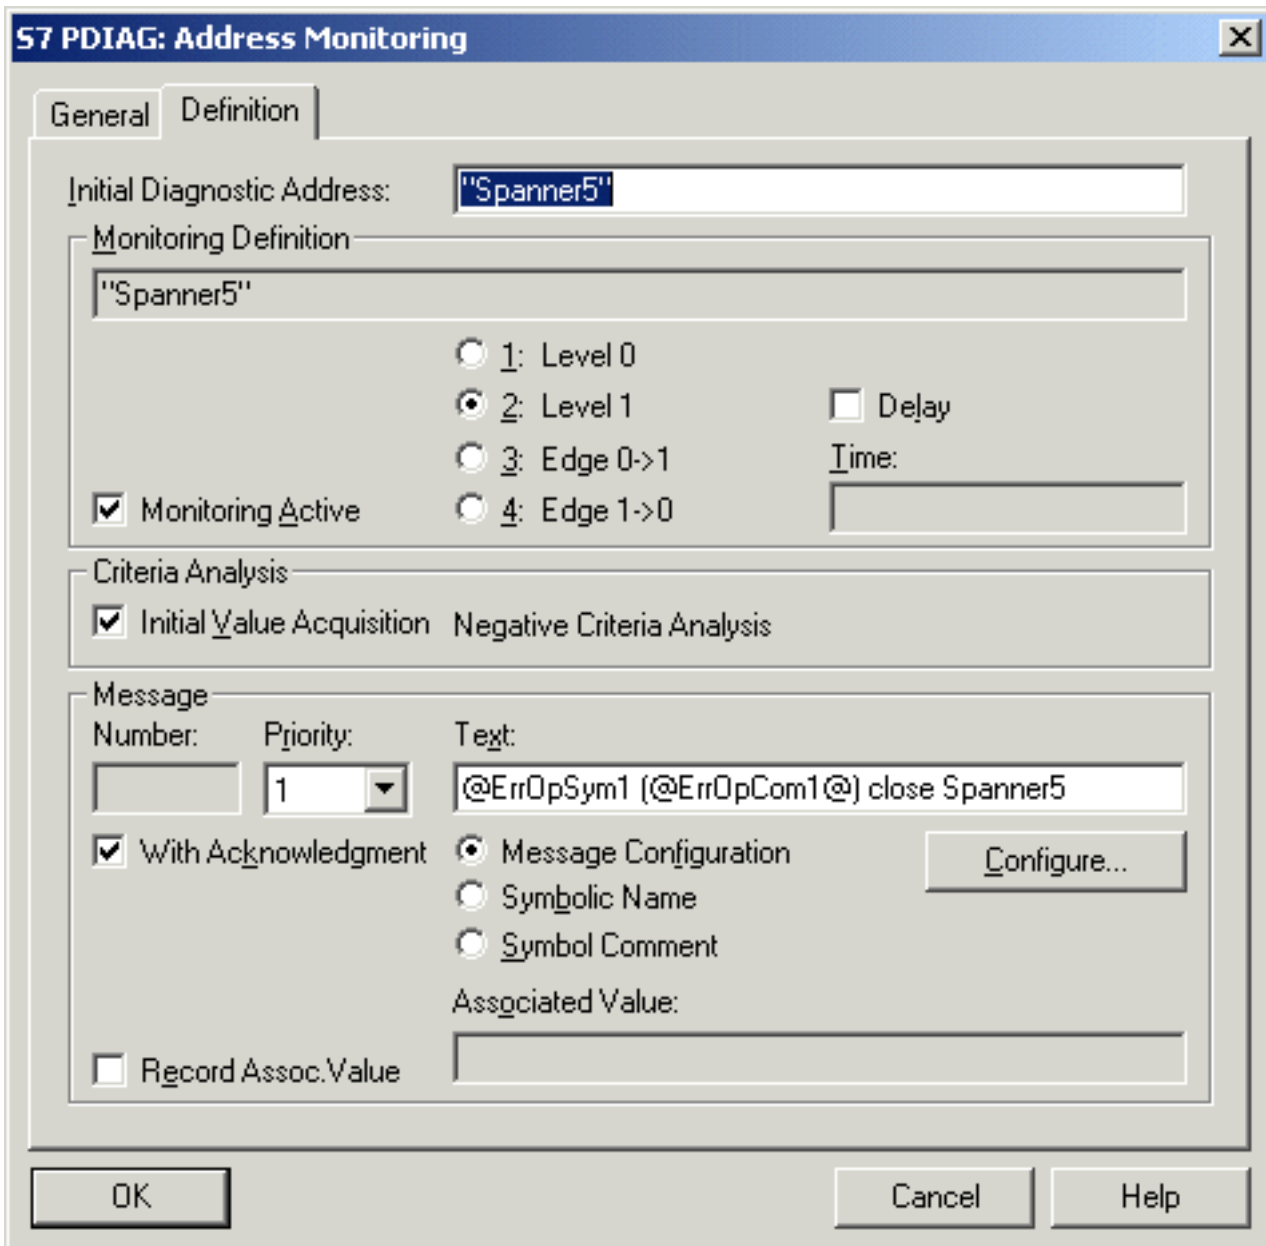 S7 PDIAG: Address Monitoring
General Definition
Initial Diagnostic Address: "Spanner5"
Monitoring Definition
"Spanner5"
1: Level 0
2: Level 1 Delay
3: Edge 0->1 Time:
Monitoring Active 4: Edge 1->0
Criteria Analysis
Initial Value Acquisition Negative Criteria Analysis
Message
Number: Priority: Text:
1 @ErrOpSym1 (@ErrOpCom1@) close Spanner5
With Acknowledgment Message Configuration Configure...
Symbolic Name
Symbol Comment
Associated Value:
Record Assoc.Value
OK Cancel Help